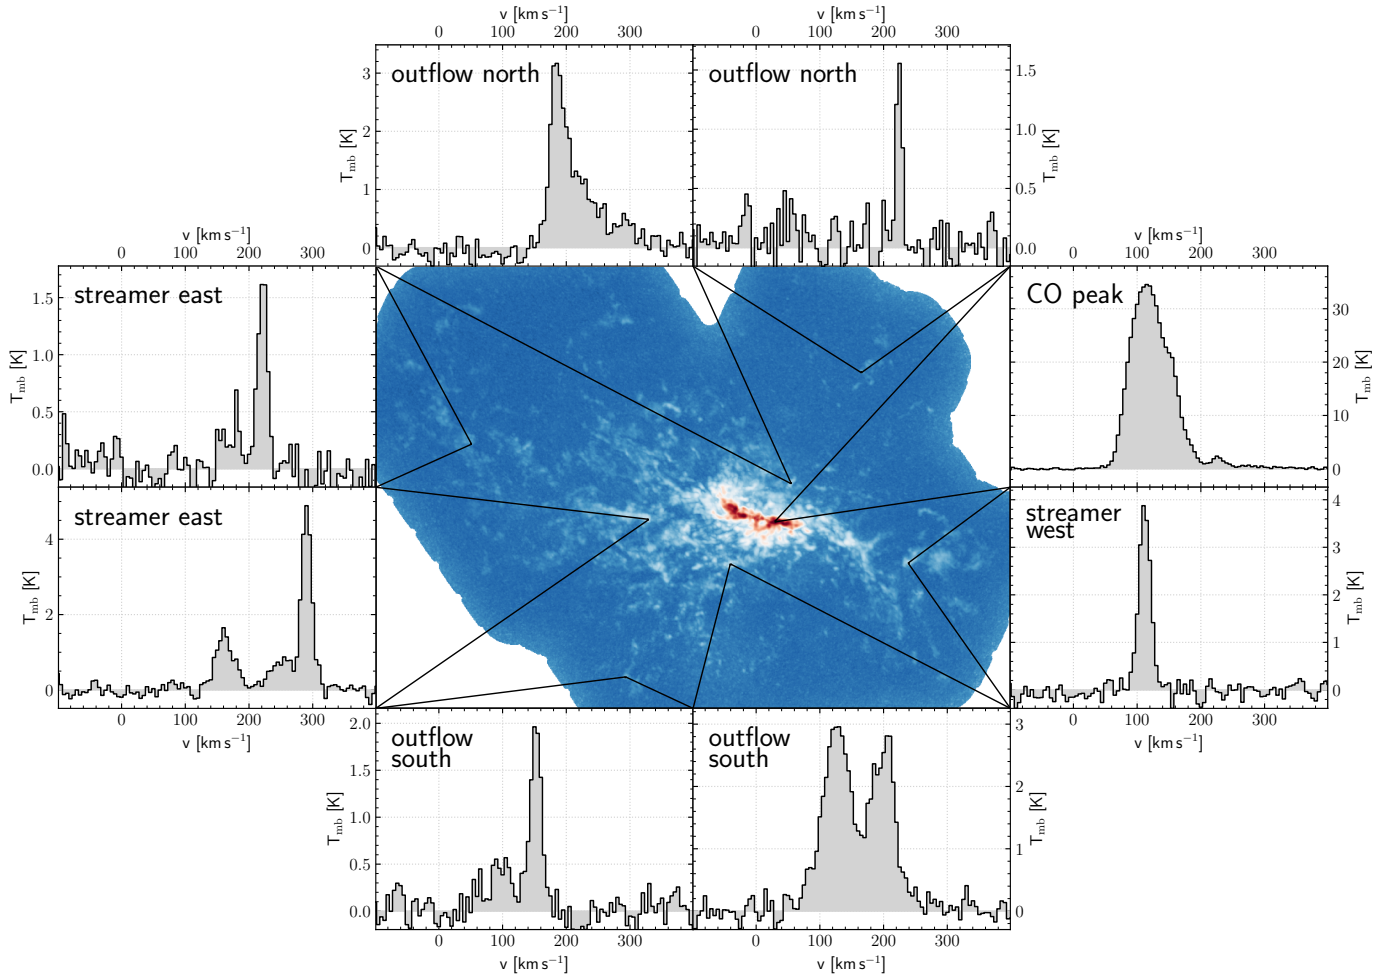 v [km s⁻¹]
v [km s⁻¹]
0 100 200 300
0 100 200 300
outflow north
outflow north
3
2
1
0
T_mb [K]
1.5
1.0
0.5
0.0
T_mb [K]
v [km s⁻¹]
0 100 200 300
v [km s⁻¹]
0 100 200 300
streamer east
1.5
1.0
0.5
0.0
T_mb [K]
CO peak
30
20
10
0
T_mb [K]
streamer east
4
2
0
T_mb [K]
0 100 200 300
v [km s⁻¹]
streamer
west
4
3
2
1
0
T_mb [K]
0 100 200 300
v [km s⁻¹]
outflow
south
2.0
1.5
1.0
0.5
0.0
T_mb [K]
0 100 200 300
v [km s⁻¹]
outflow
south
3
2
1
0
T_mb [K]
0 100 200 300
v [km s⁻¹]